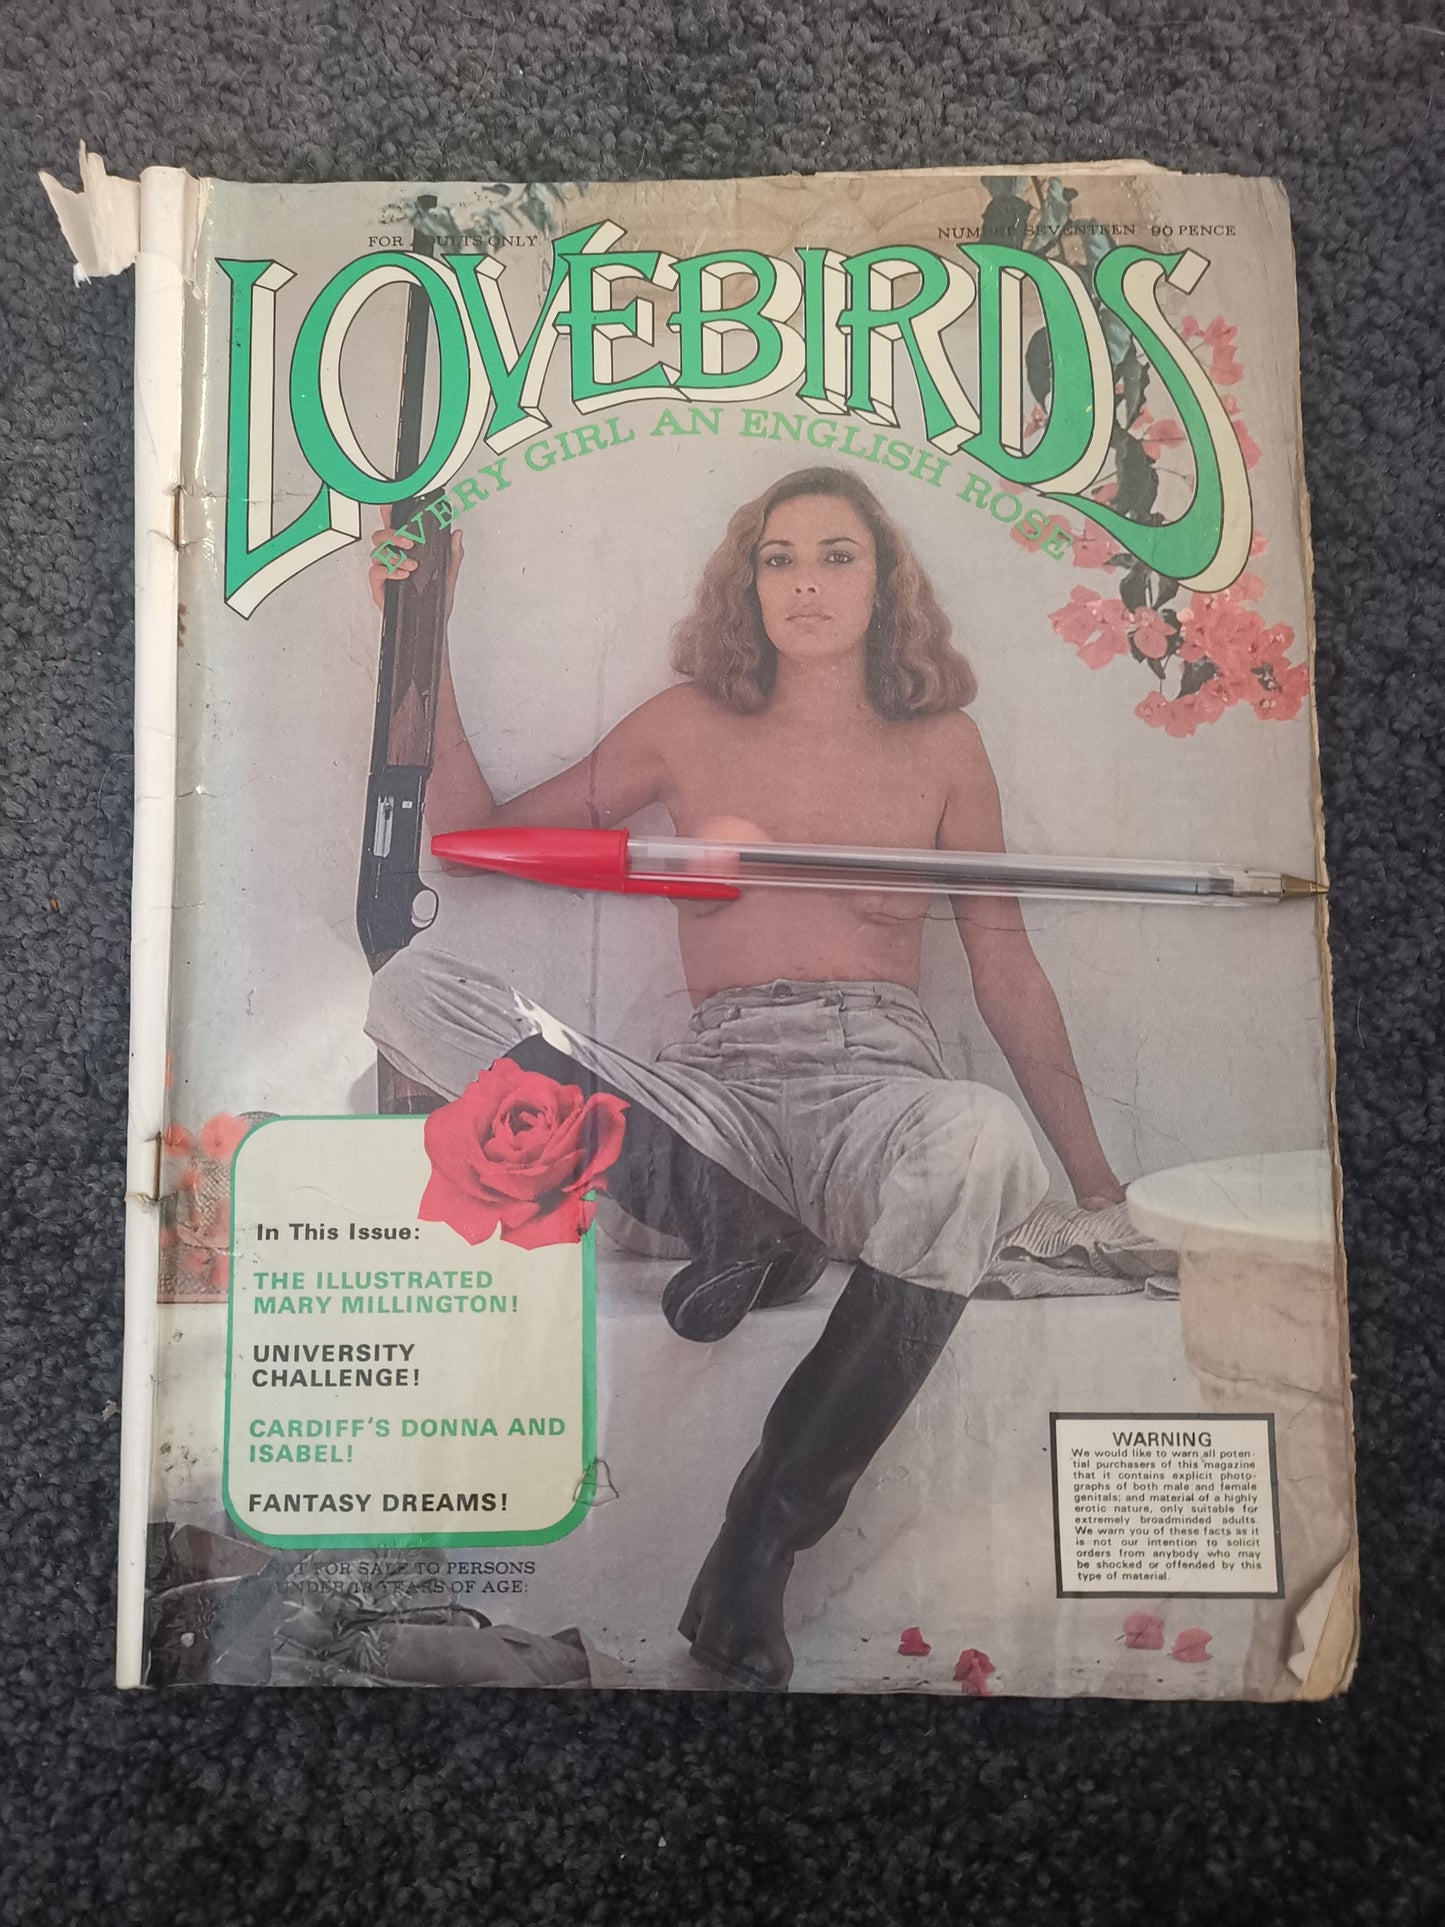 FOR ADULTS ONLY
NUMBER SEVENTEEN 90 PENCE
LOVEBIRDS
EVERY GIRL AN ENGLISH ROSE
In This Issue:
THE ILLUSTRATED
MARY MILLINGTON!
UNIVERSITY
CHALLENGE!
CARDIFF'S DONNA AND
ISABEL!
FANTASY DREAMS!
NOT FOR SALE TO PERSONS
UNDER 18 YEARS OF AGE:
WARNING
We would like to warn all poten-
tial purchasers of this magazine
that it contains explicit photo-
graphs of both male and female
genitals; and material of a highly
erotic nature, only suitable for
extremely broadminded adults.
We warn you of these facts as it
is not our intention to solicit
orders from anybody who may
be shocked or offended by this
type of material.